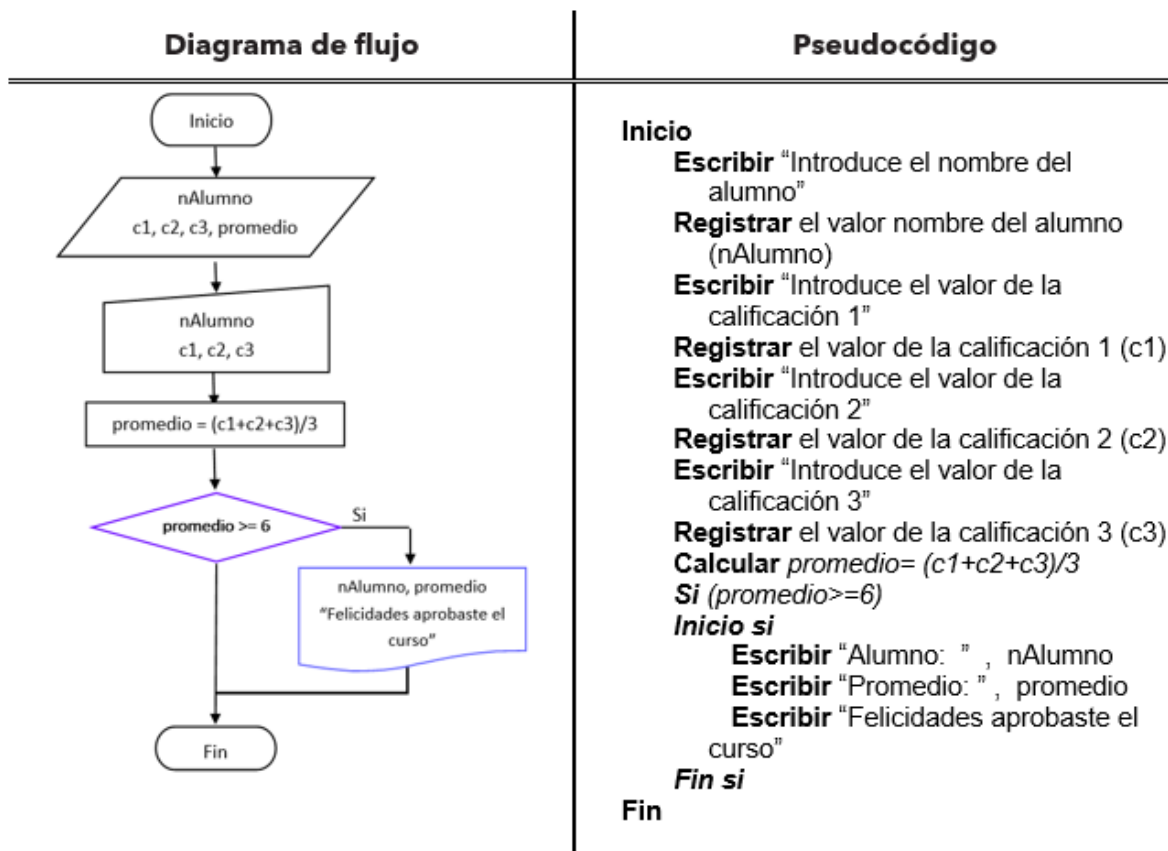 Diagrama de flujo
Inicio
nAlumno
c1, c2, c3, promedio
nAlumno
c1, c2, c3
promedio = (c1+c2+c3)/3
promedio >= 6
Si
nAlumno, promedio
“Felicidades aprobaste el
curso”
Fin
Pseudocódigo
Inicio
Escribir “Introduce el nombre del
alumno”
Registrar el valor nombre del alumno
(nAlumno)
Escribir “Introduce el valor de la
calificación 1”
Registrar el valor de la calificación 1 (c1)
Escribir “Introduce el valor de la
calificación 2”
Registrar el valor de la calificación 2 (c2)
Escribir “Introduce el valor de la
calificación 3”
Registrar el valor de la calificación 3 (c3)
Calcular promedio= (c1+c2+c3)/3
Si (promedio>=6)
Inicio si
Escribir “Alumno: ” , nAlumno
Escribir “Promedio: ” , promedio
Escribir “Felicidades aprobaste el
curso”
Fin si
Fin